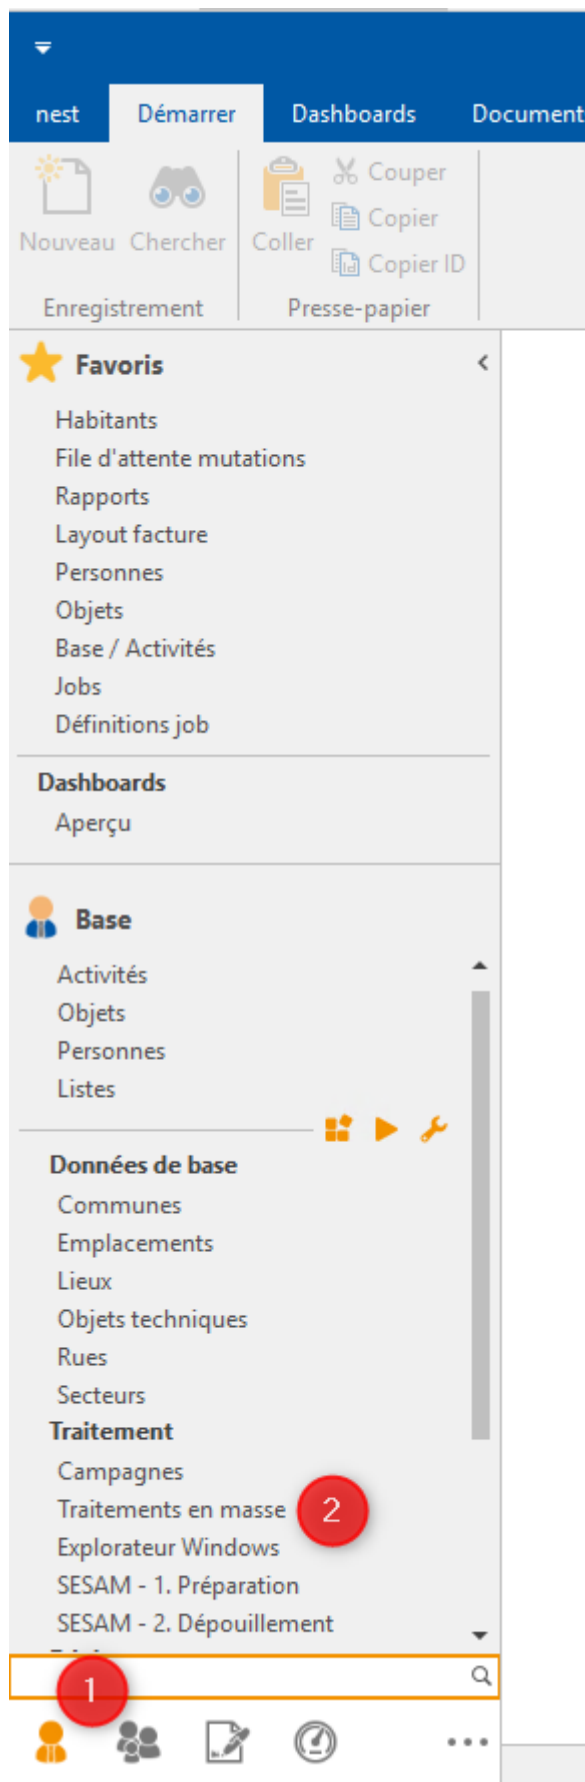 nest Démarrer Dashboards Document
Nouveau Chercher Coller Couper
Copier
Copier ID
Enregistrement Presse-papier
Favoris
Habitants
File d'attente mutations
Rapports
Layout facture
Personnes
Objets
Base / Activités
Jobs
Définitions job
Dashboards
Aperçu
Base
Activités
Objets
Personnes
Listes
Données de base
Communes
Emplacements
Lieux
Objets techniques
Rues
Secteurs
Traitement
Campagnes
Traitements en masse 2
Explorateur Windows
SESAM - 1. Préparation
SESAM - 2. Dépouillement
1